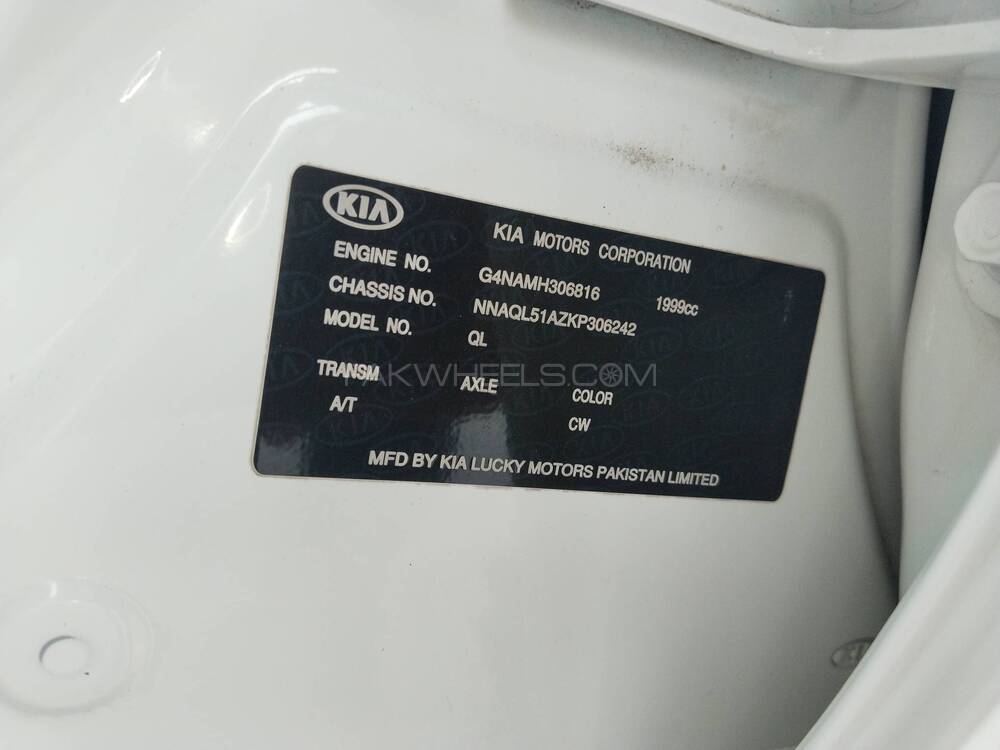 KIA
KIA MOTORS CORPORATION
ENGINE NO. G4NAMH306816 1999cc
CHASSIS NO. NNAQL51AZKP306242
MODEL NO. QL
TRANSM AXLE COLOR
A/T CW
MFD BY KIA LUCKY MOTORS PAKISTAN LIMITED
PAKWHEELS.COM